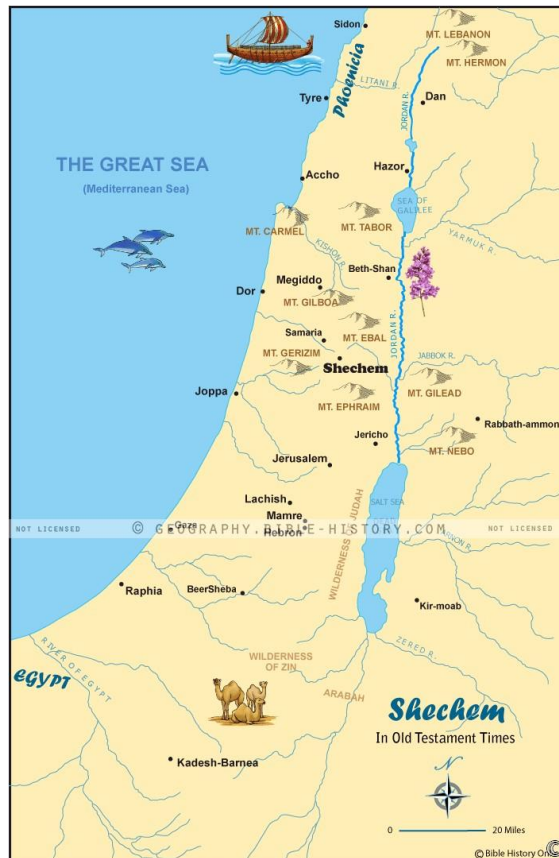 Sidon
MT. LEBANON
MT. HERMON
Phoenicia
LITANI R.
JORDAN R.
Dan
Tyre
THE GREAT SEA
(Mediterranean Sea)
Hazor
Accho
SEA OF
GALILEE
MT. CARMEL
MT. TABOR
YARMUK R.
KISHON R.
Beth-Shan
Megiddo
Dor
MT. GILBOA
JORDAN R.
MT. EBAL
Samaria
MT. GERIZIM
Shechem
JABBOK R.
MT. GILEAD
Joppa
MT. EPHRAIM
Rabbath-ammon
Jericho
MT. NEBO
Jerusalem
SALT SEA
Lachish
Mamre
NOT LICENSED
© GEOGRAPHY.BIBLE-HISTORY.COM
NOT LICENSED
Gaza
Hebron
WILDERNESS OF JUDAH
Raphia
BeerSheba
Kir-moab
RIVER OF EGYPT
EGYPT
WILDERNESS
OF ZIN
ZERED R.
ARABAH
Shechem
In Old Testament Times
Kadesh-Barnea
N
0 20 Miles
© Bible History